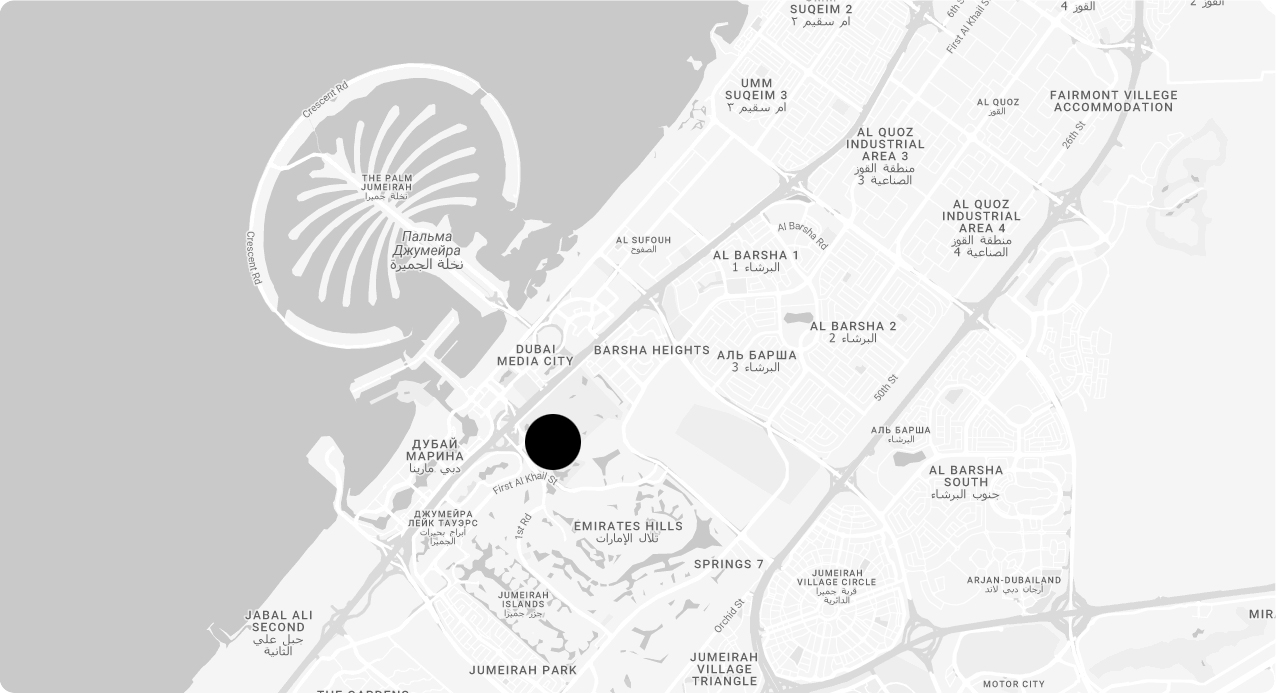 UMM
SUQEIM 2
ام سقيم ٢
6th St
First Al Khail St
القوز 4
القوز 2
Crescent Rd
UMM
SUQEIM 3
ام سقيم ٣
AL QUOZ
القوز
FAIRMONT VILLEGE
ACCOMMODATION
26th St
AL QUOZ
INDUSTRIAL
AREA 3
منطقة القوز
الصناعية 3
THE PALM
JUMEIRAH
نخلة جميرا
AL QUOZ
INDUSTRIAL
AREA 4
منطقة القوز
الصناعية 4
Пальма
Джумейра
نخلة الجميرة
Crescent Rd
AL SUFOUH
الصفوح
Al Barsha Rd
AL BARSHA 1
البرشاء 1
AL BARSHA 2
البرشاء 2
DUBAI
MEDIA CITY
BARSHA HEIGHTS
АЛЬ БАРША
البرشاء 3
50th St
АЛЬ БАРША
البرشاء
ДУБАЙ
МАРИНА
دبي مارينا
AL BARSHA
SOUTH
جنوب البرشاء
First Al Khail St
ДЖУМЕЙРА
ЛЕЙК ТАУЭРС
أبراج بحيرات
الجميرا
1st Rd
EMIRATES HILLS
تلال الإمارات
SPRINGS 7
JUMEIRAH
VILLAGE CIRCLE
قرية جميرا
الدائرية
ARJAN-DUBAILAND
أرجان دبي لاند
JUMEIRAH
ISLANDS
جزر جميرا
Orchid St
JABAL ALI
SECOND
جبل علي
الثانية
MIR
JUMEIRAH PARK
JUMEIRAH
VILLAGE
TRIANGLE
MOTOR CITY
THE GARDENS